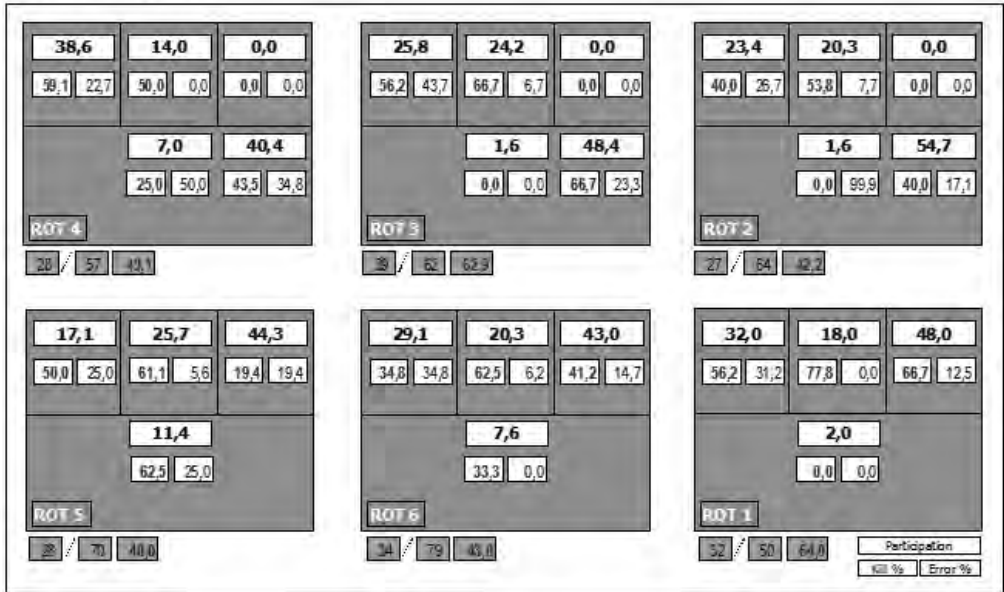 38,6 14,0 0,0 25,8 24,2 0,0 23,4 20,3 0,0
59,1 22,7 50,0 0,0 0,0 0,0 56,2 43,7 66,7 6,7 0,0 0,0 40,0 26,7 53,8 7,7 0,0 0,0
7,0 40,4 1,6 48,4 1,6 54,7
25,0 50,0 43,5 34,8 0,0 0,0 66,7 23,3 0,0 99,9 40,0 17,1
ROT 4 ROT 3 ROT 2
28 / 57 49,1 39 / 62 62,9 27 / 64 42,2
17,1 25,7 44,3 29,1 20,3 43,0 32,0 18,0 48,0
50,0 25,0 61,1 5,6 19,4 19,4 34,8 34,8 62,5 6,2 41,2 14,7 56,2 31,2 77,8 0,0 66,7 12,5
11,4 7,6 2,0
62,5 25,0 33,3 0,0 0,0 0,0
ROT 5 ROT 6 ROT 1
28 / 70 40,0 34 / 79 43,0 32 / 50 64,0
Participation
Kill % Error %